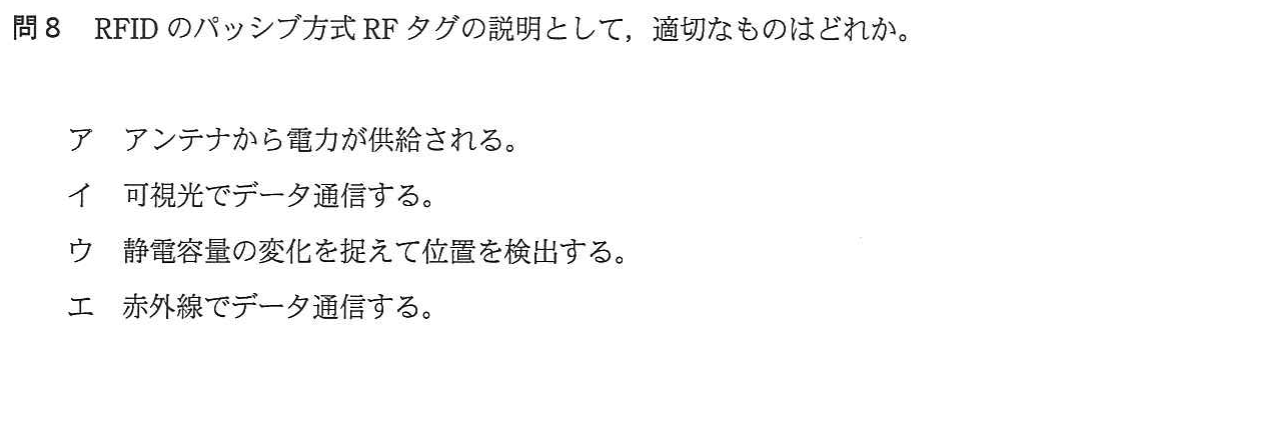 問8 RFID のパッシブ方式 RF タグの説明として，適切なものはどれか。
ア アンテナから電力が供給される。
イ 可視光でデータ通信する。
ウ 静電容量の変化を捉えて位置を検出する。
エ 赤外線でデータ通信する。